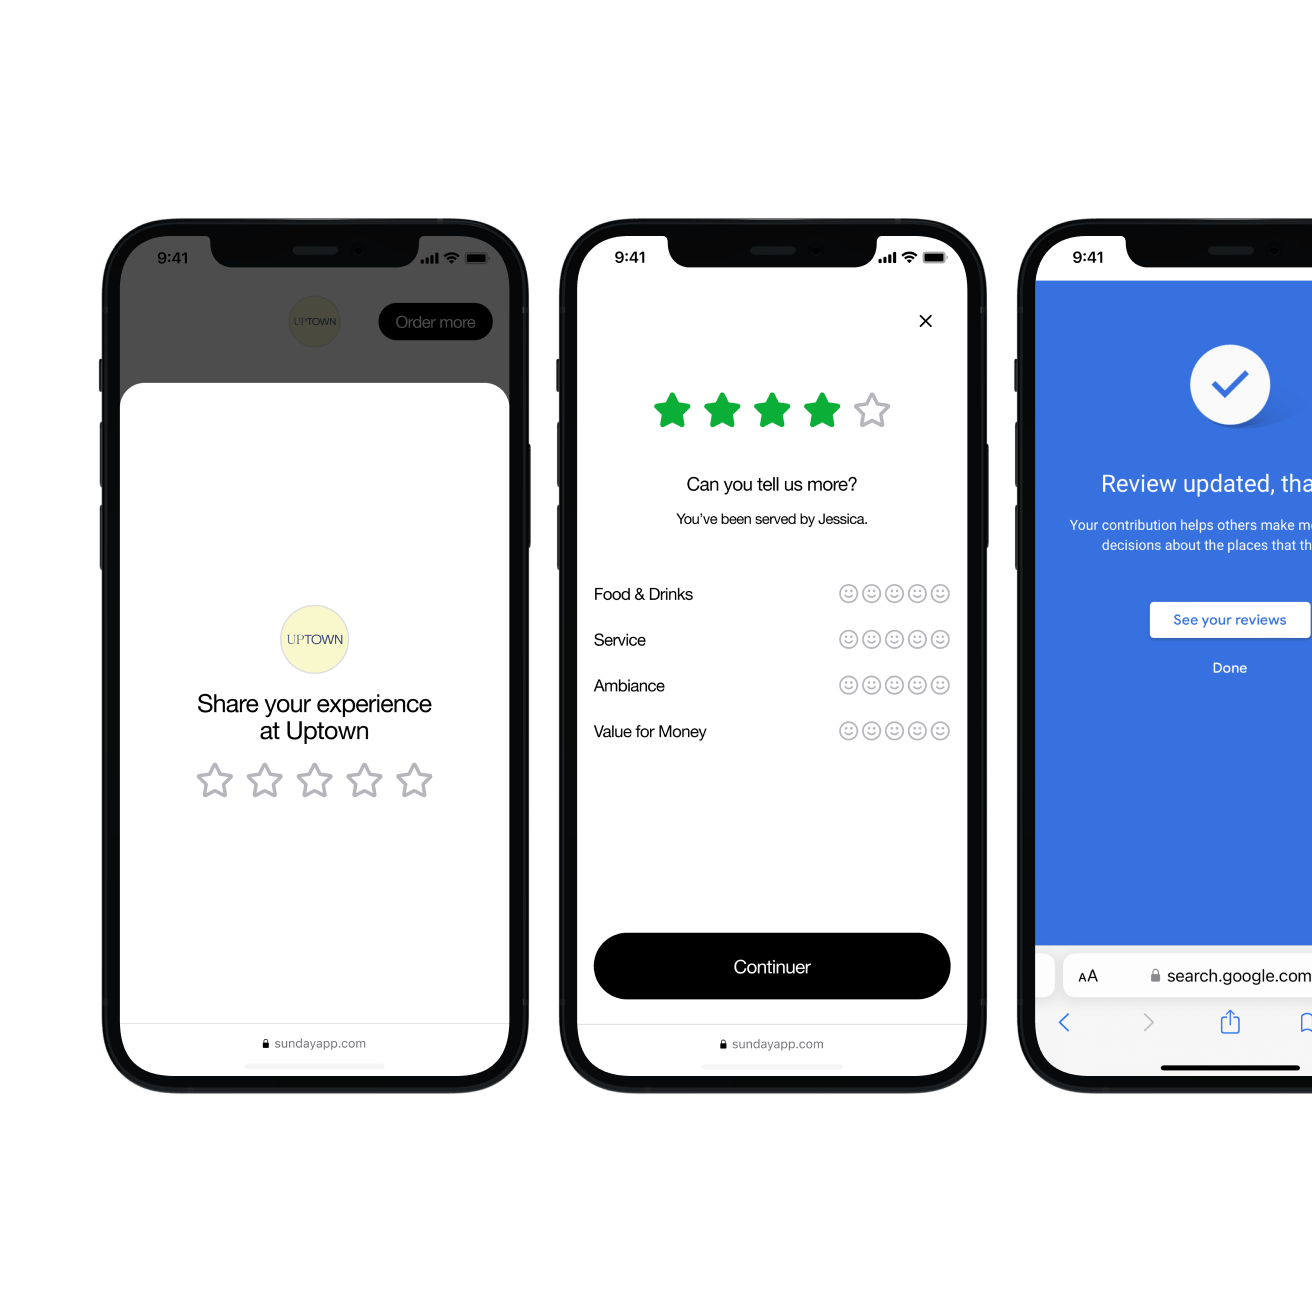 9:41
UPTOWN
Order more
UPTOWN
Share your experience
at Uptown
sundayapp.com
9:41
Can you tell us more?
You've been served by Jessica.
Food & Drinks
Service
Ambiance
Value for Money
Continuer
sundayapp.com
9:41
Review updated, tha
Your contribution helps others make m
decisions about the places that th
See your reviews
Done
AA
search.google.com